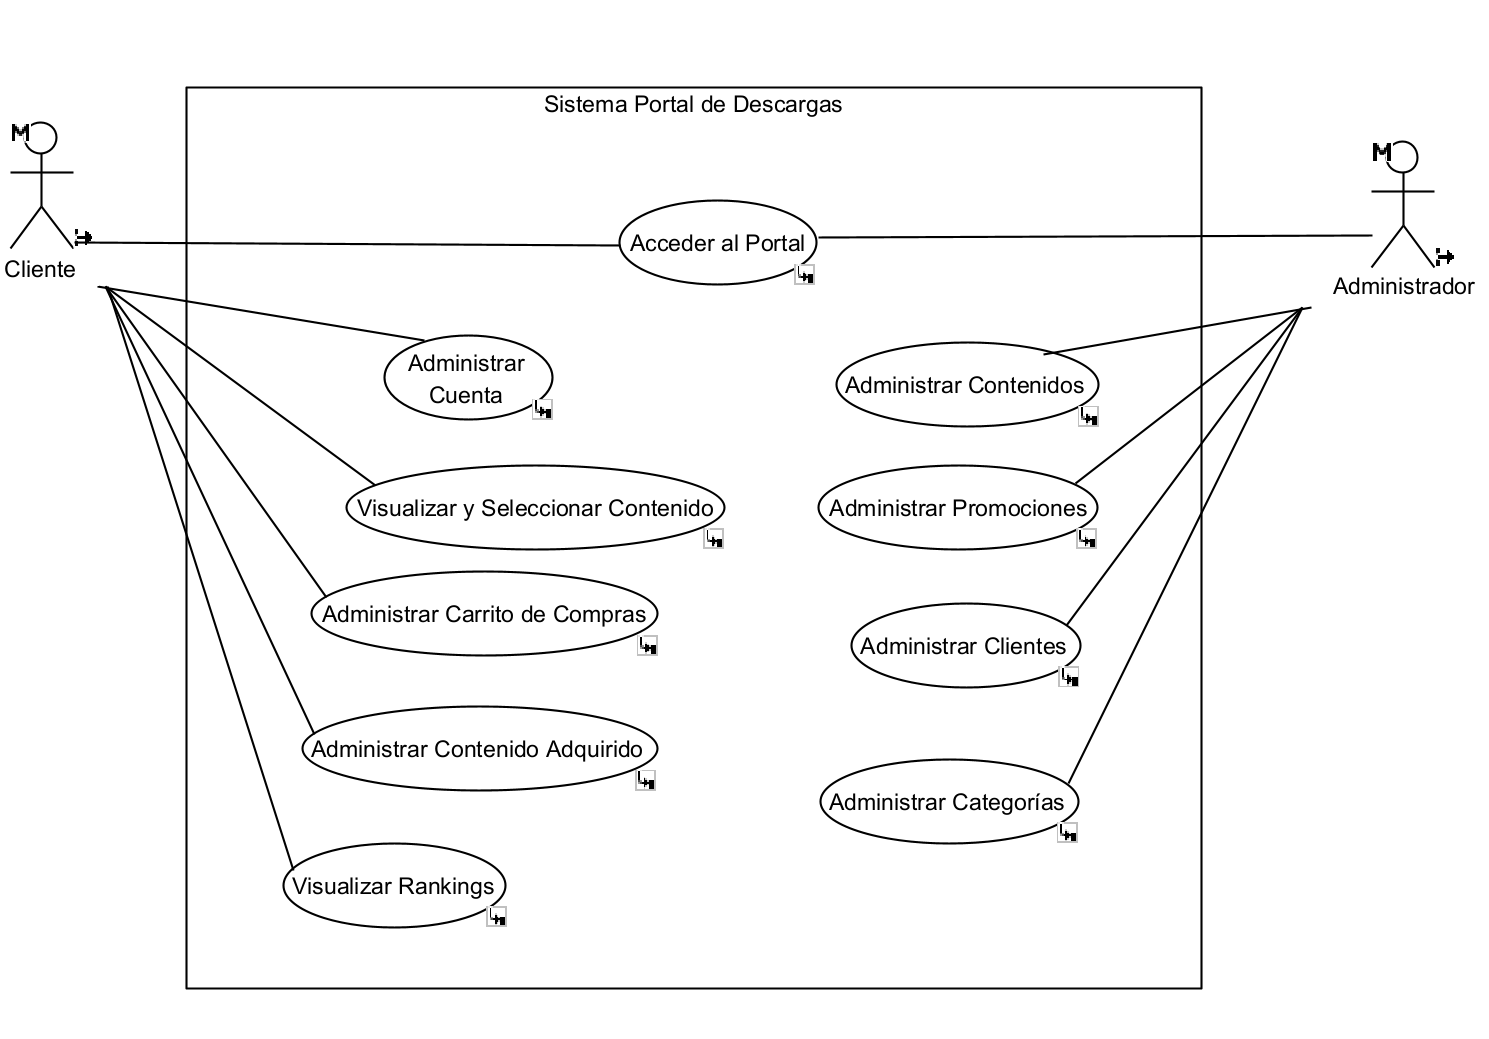 Sistema Portal de Descargas
M
M
Acceder al Portal
Cliente
Administrador
Administrar
Cuenta
Administrar Contenidos
Visualizar y Seleccionar Contenido
Administrar Promociones
Administrar Carrito de Compras
Administrar Clientes
Administrar Contenido Adquirido
Administrar Categorías
Visualizar Rankings